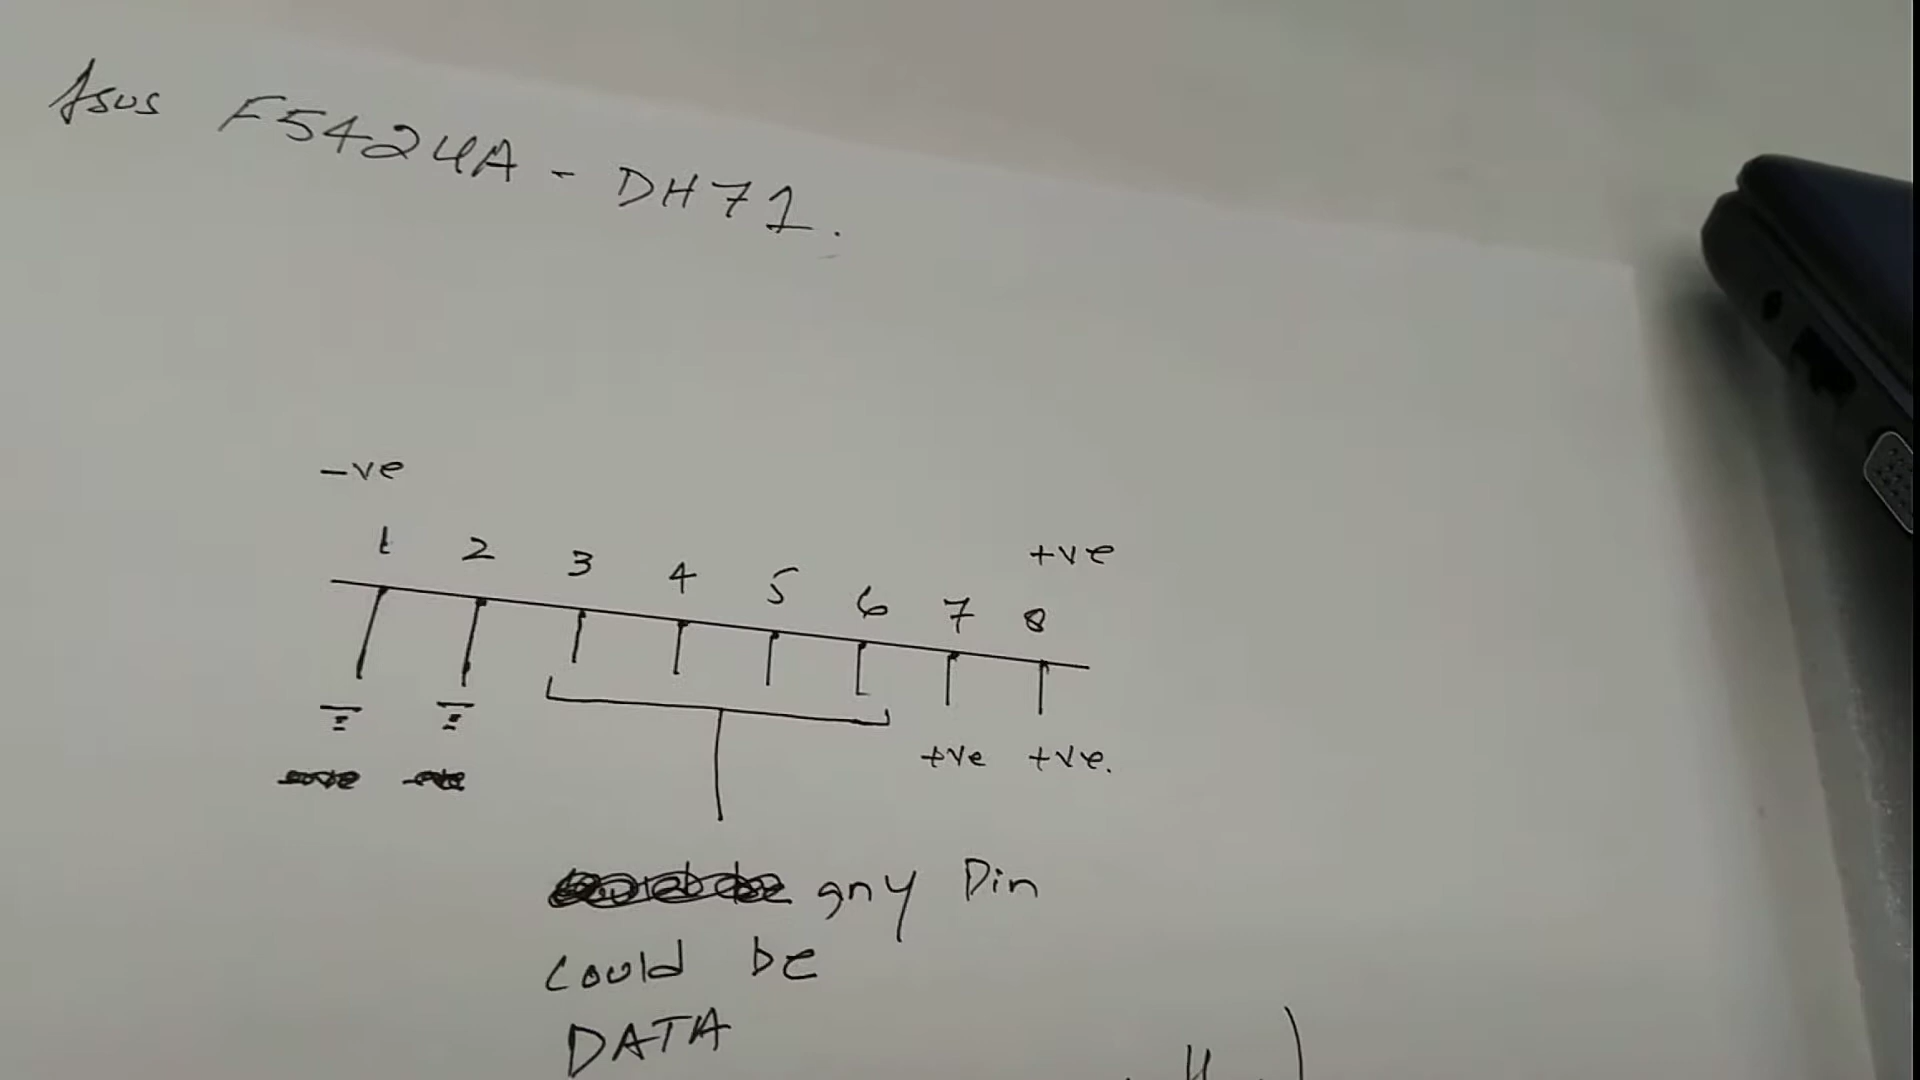 Asus F5424A - DH71.
-ve
+ve
1 2 3 4 5 6 7 8
+ve +ve.
any Pin
could be
DATA